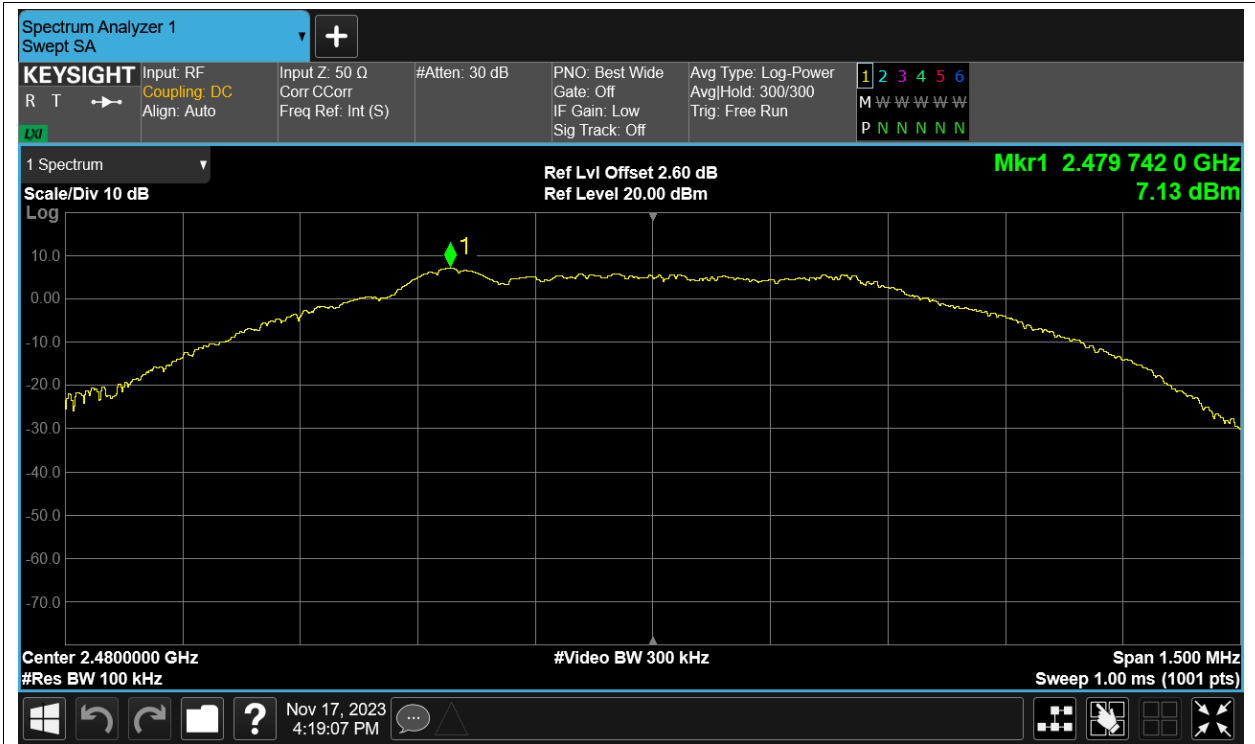 Spectrum Analyzer 1
Swept SA
KEYSIGHT
R T
LXI
Input: RF
Coupling: DC
Align: Auto
Input Z: 50 Ω
Corr CCorr
Freq Ref: Int (S)
#Atten: 30 dB
PNO: Best Wide
Gate: Off
IF Gain: Low
Sig Track: Off
Avg Type: Log-Power
Avg|Hold: 300/300
Trig: Free Run
1 2 3 4 5 6
M W W W W W
P N N N N N
1 Spectrum
Scale/Div 10 dB
Log
Ref Lvl Offset 2.60 dB
Ref Level 20.00 dBm
Mkr1 2.479 742 0 GHz
7.13 dBm
1
10.0
0.00
-10.0
-20.0
-30.0
-40.0
-50.0
-60.0
-70.0
Center 2.4800000 GHz
#Video BW 300 kHz
Span 1.500 MHz
#Res BW 100 kHz
Sweep 1.00 ms (1001 pts)
?
Nov 17, 2023
4:19:07 PM